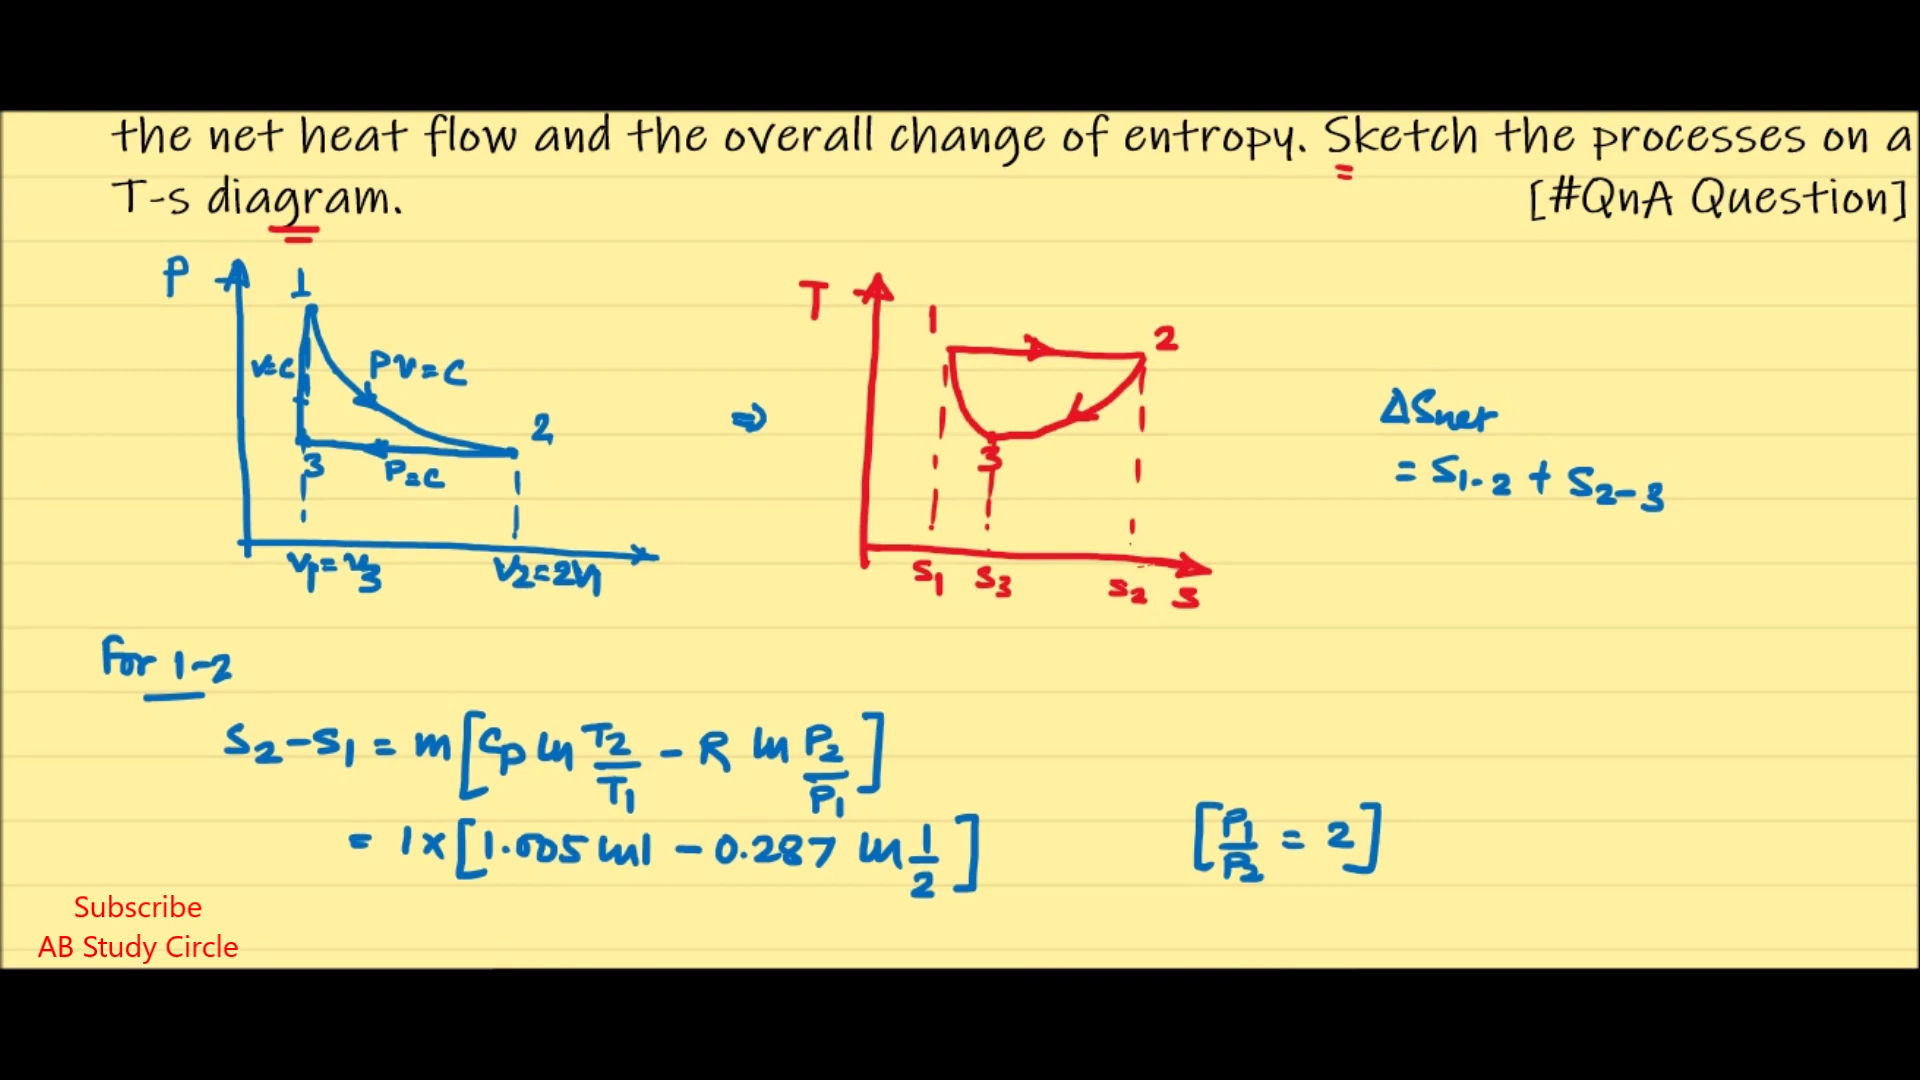 the net heat flow and the overall change of entropy. Sketch the processes on a
T-s diagram. [#QnA Question]
P
1
V=C
PV=C
2
3
P=C
V1=V3
V2=2V1
⇒
T
1
2
3
S1
S3
S2
S
ΔSnet
= S1-2 + S2-3
For 1-2
S2-S1 = m[Cp ln T2/T1 - R ln P2/P1]
= 1x[1.005 ln1 - 0.287 ln 1/2] [P1/P2 = 2]
Subscribe
AB Study Circle